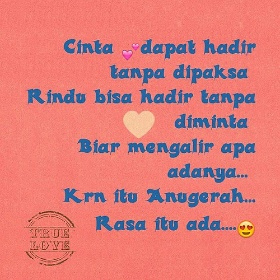 Cinta 💕dapat hadir
tanpa dipaksa
Rindu bisa hadir tanpa
diminta
Biar mengalir apa
adanya...
Krn itu Anugerah...
Rasa itu ada....😍
TRUE
LOVE